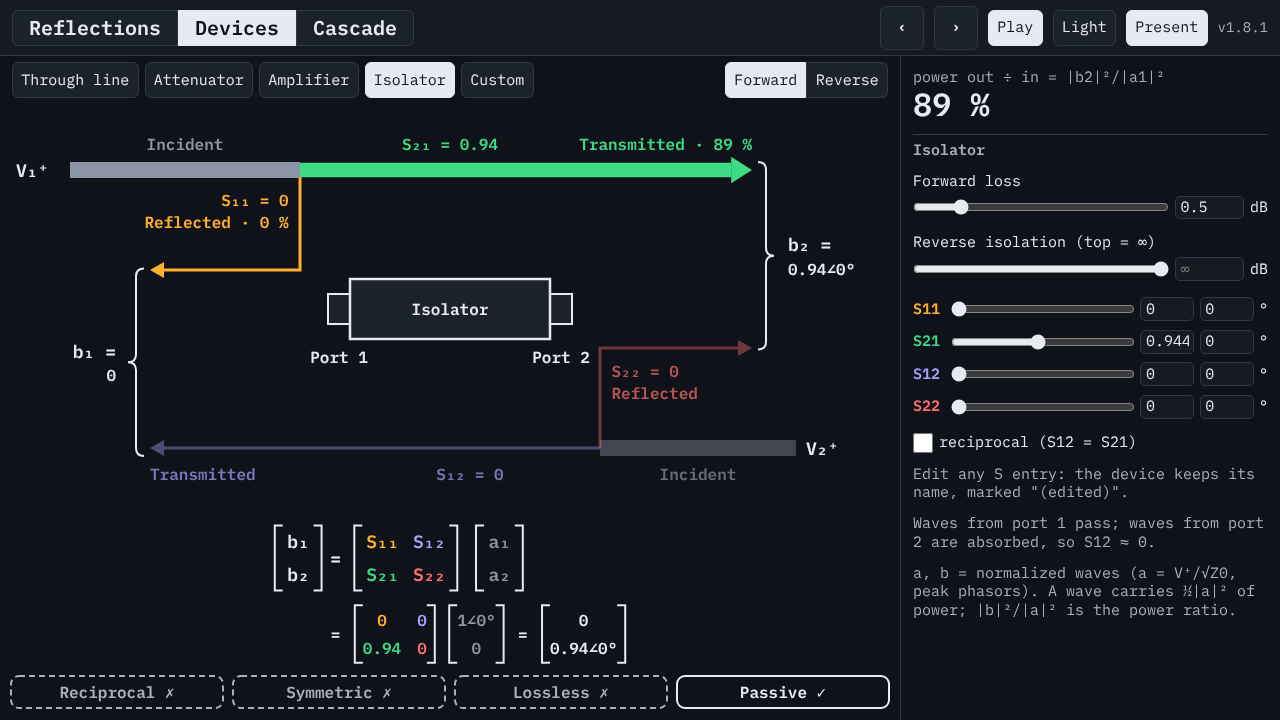 Reflections Devices Cascade
‹ › Play Light Present v1.8.1
Through line Attenuator Amplifier Isolator Custom Forward Reverse
Incident S₂₁ = 0.94 Transmitted · 89 %
V₁⁺
S₁₁ = 0
Reflected · 0 %
b₂ =
0.94∠0°
Isolator
b₁ =
0
Port 1 Port 2
S₂₂ = 0
Reflected
V₂⁺
Transmitted S₁₂ = 0 Incident
b₁ S₁₁ S₁₂ a₁
=
b₂ S₂₁ S₂₂ a₂
0 0 1∠0° 0
= =
0.94 0 0 0.94∠0°
Reciprocal ✗ Symmetric ✗ Lossless ✗ Passive ✓
power out ÷ in = |b2|²/|a1|²
89 %
Isolator
Forward loss
0.5 dB
Reverse isolation (top = ∞)
∞ dB
S11 0 0 °
S21 0.944 0 °
S12 0 0 °
S22 0 0 °
reciprocal (S12 = S21)
Edit any S entry: the device keeps its
name, marked "(edited)".
Waves from port 1 pass; waves from port
2 are absorbed, so S12 ≈ 0.
a, b = normalized waves (a = V⁺/√Z0,
peak phasors). A wave carries ½|a|² of
power; |b|²/|a|² is the power ratio.